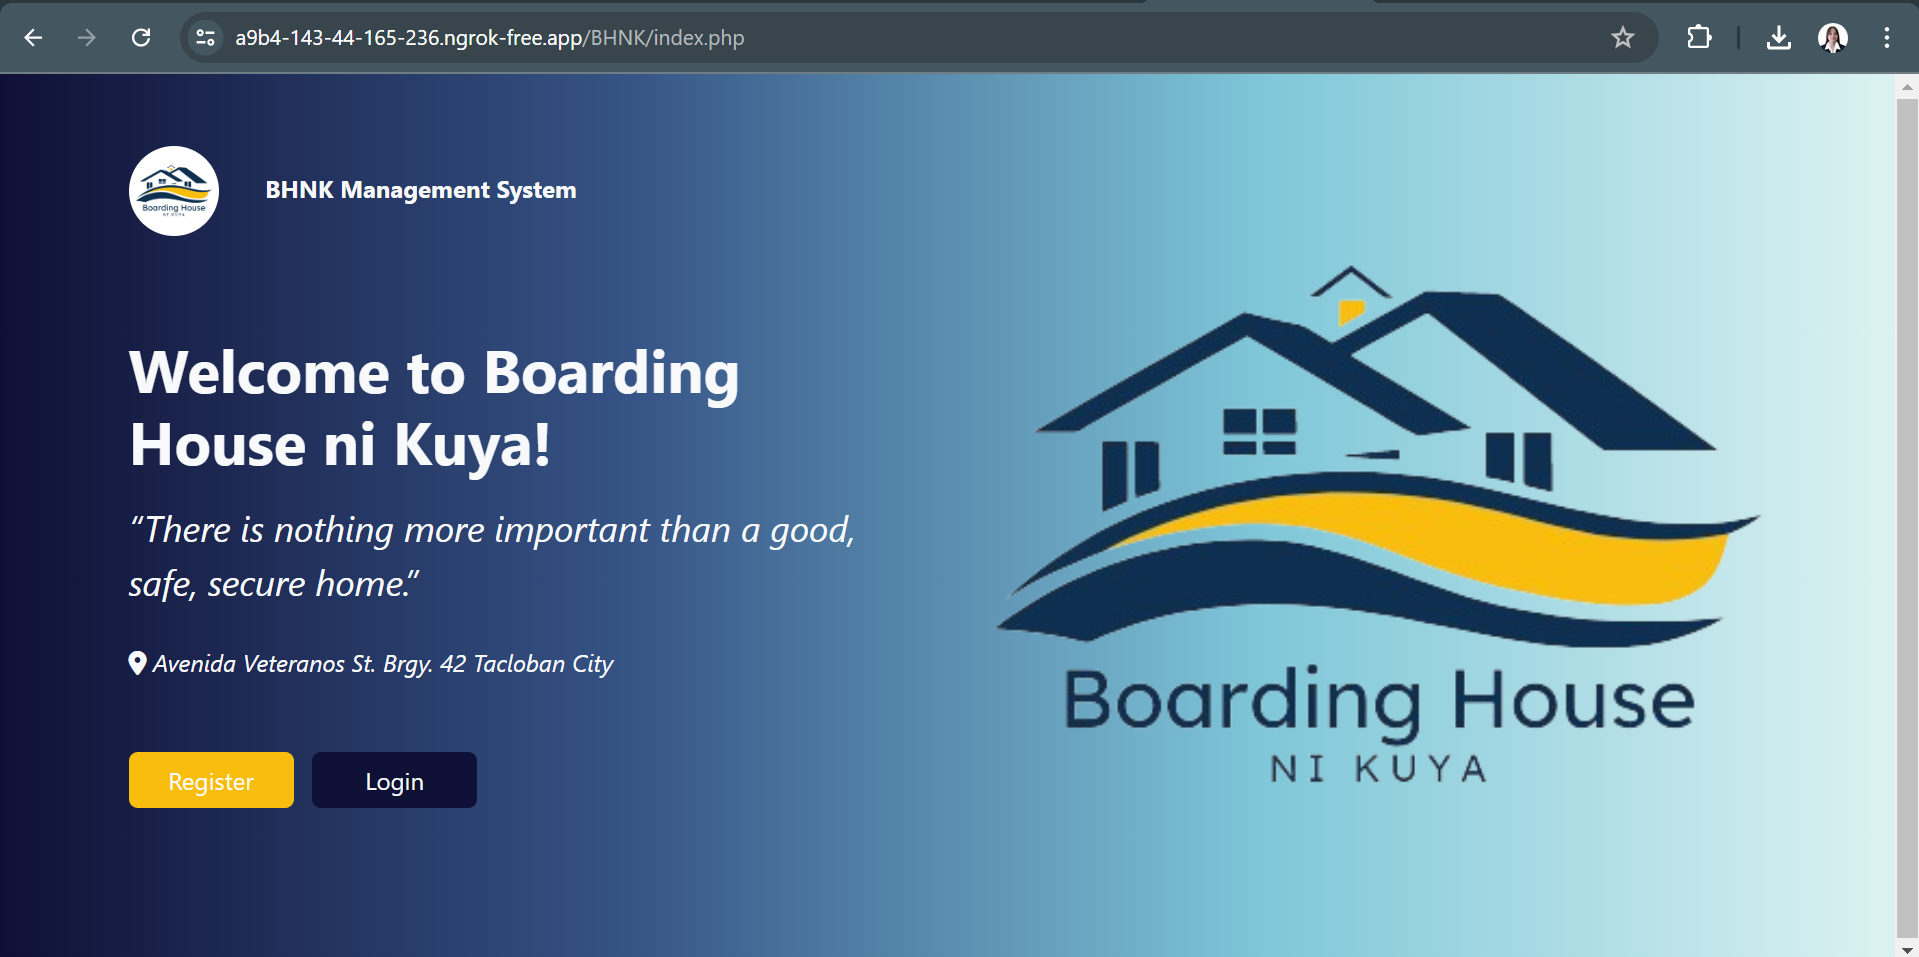 a9b4-143-44-165-236.ngrok-free.app/BHNK/index.php
Boarding House
NI KUYA
BHNK Management System
Welcome to Boarding
House ni Kuya!
“There is nothing more important than a good,
safe, secure home.”
Avenida Veteranos St. Brgy. 42 Tacloban City
Register
Login
Boarding House
NI KUYA